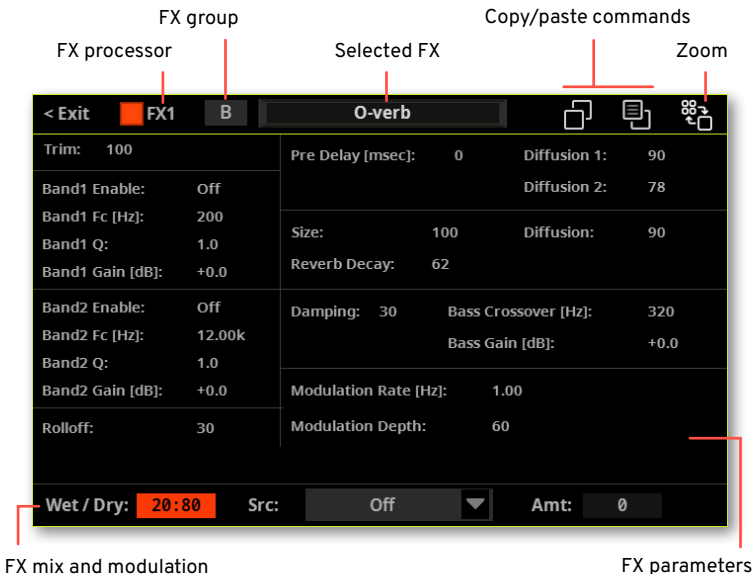 FX group
Copy/paste commands
FX processor
Selected FX
Zoom
< Exit FX1 B O-verb
Trim: 100
Band1 Enable: Off
Band1 Fc [Hz]: 200
Band1 Q: 1.0
Band1 Gain [dB]: +0.0
Band2 Enable: Off
Band2 Fc [Hz]: 12.00k
Band2 Q: 1.0
Band2 Gain [dB]: +0.0
Rolloff: 30
Pre Delay [msec]: 0 Diffusion 1: 90
Diffusion 2: 78
Size: 100 Diffusion: 90
Reverb Decay: 62
Damping: 30 Bass Crossover [Hz]: 320
Bass Gain [dB]: +0.0
Modulation Rate [Hz]: 1.00
Modulation Depth: 60
Wet / Dry: 20:80 Src: Off Amt: 0
FX mix and modulation
FX parameters